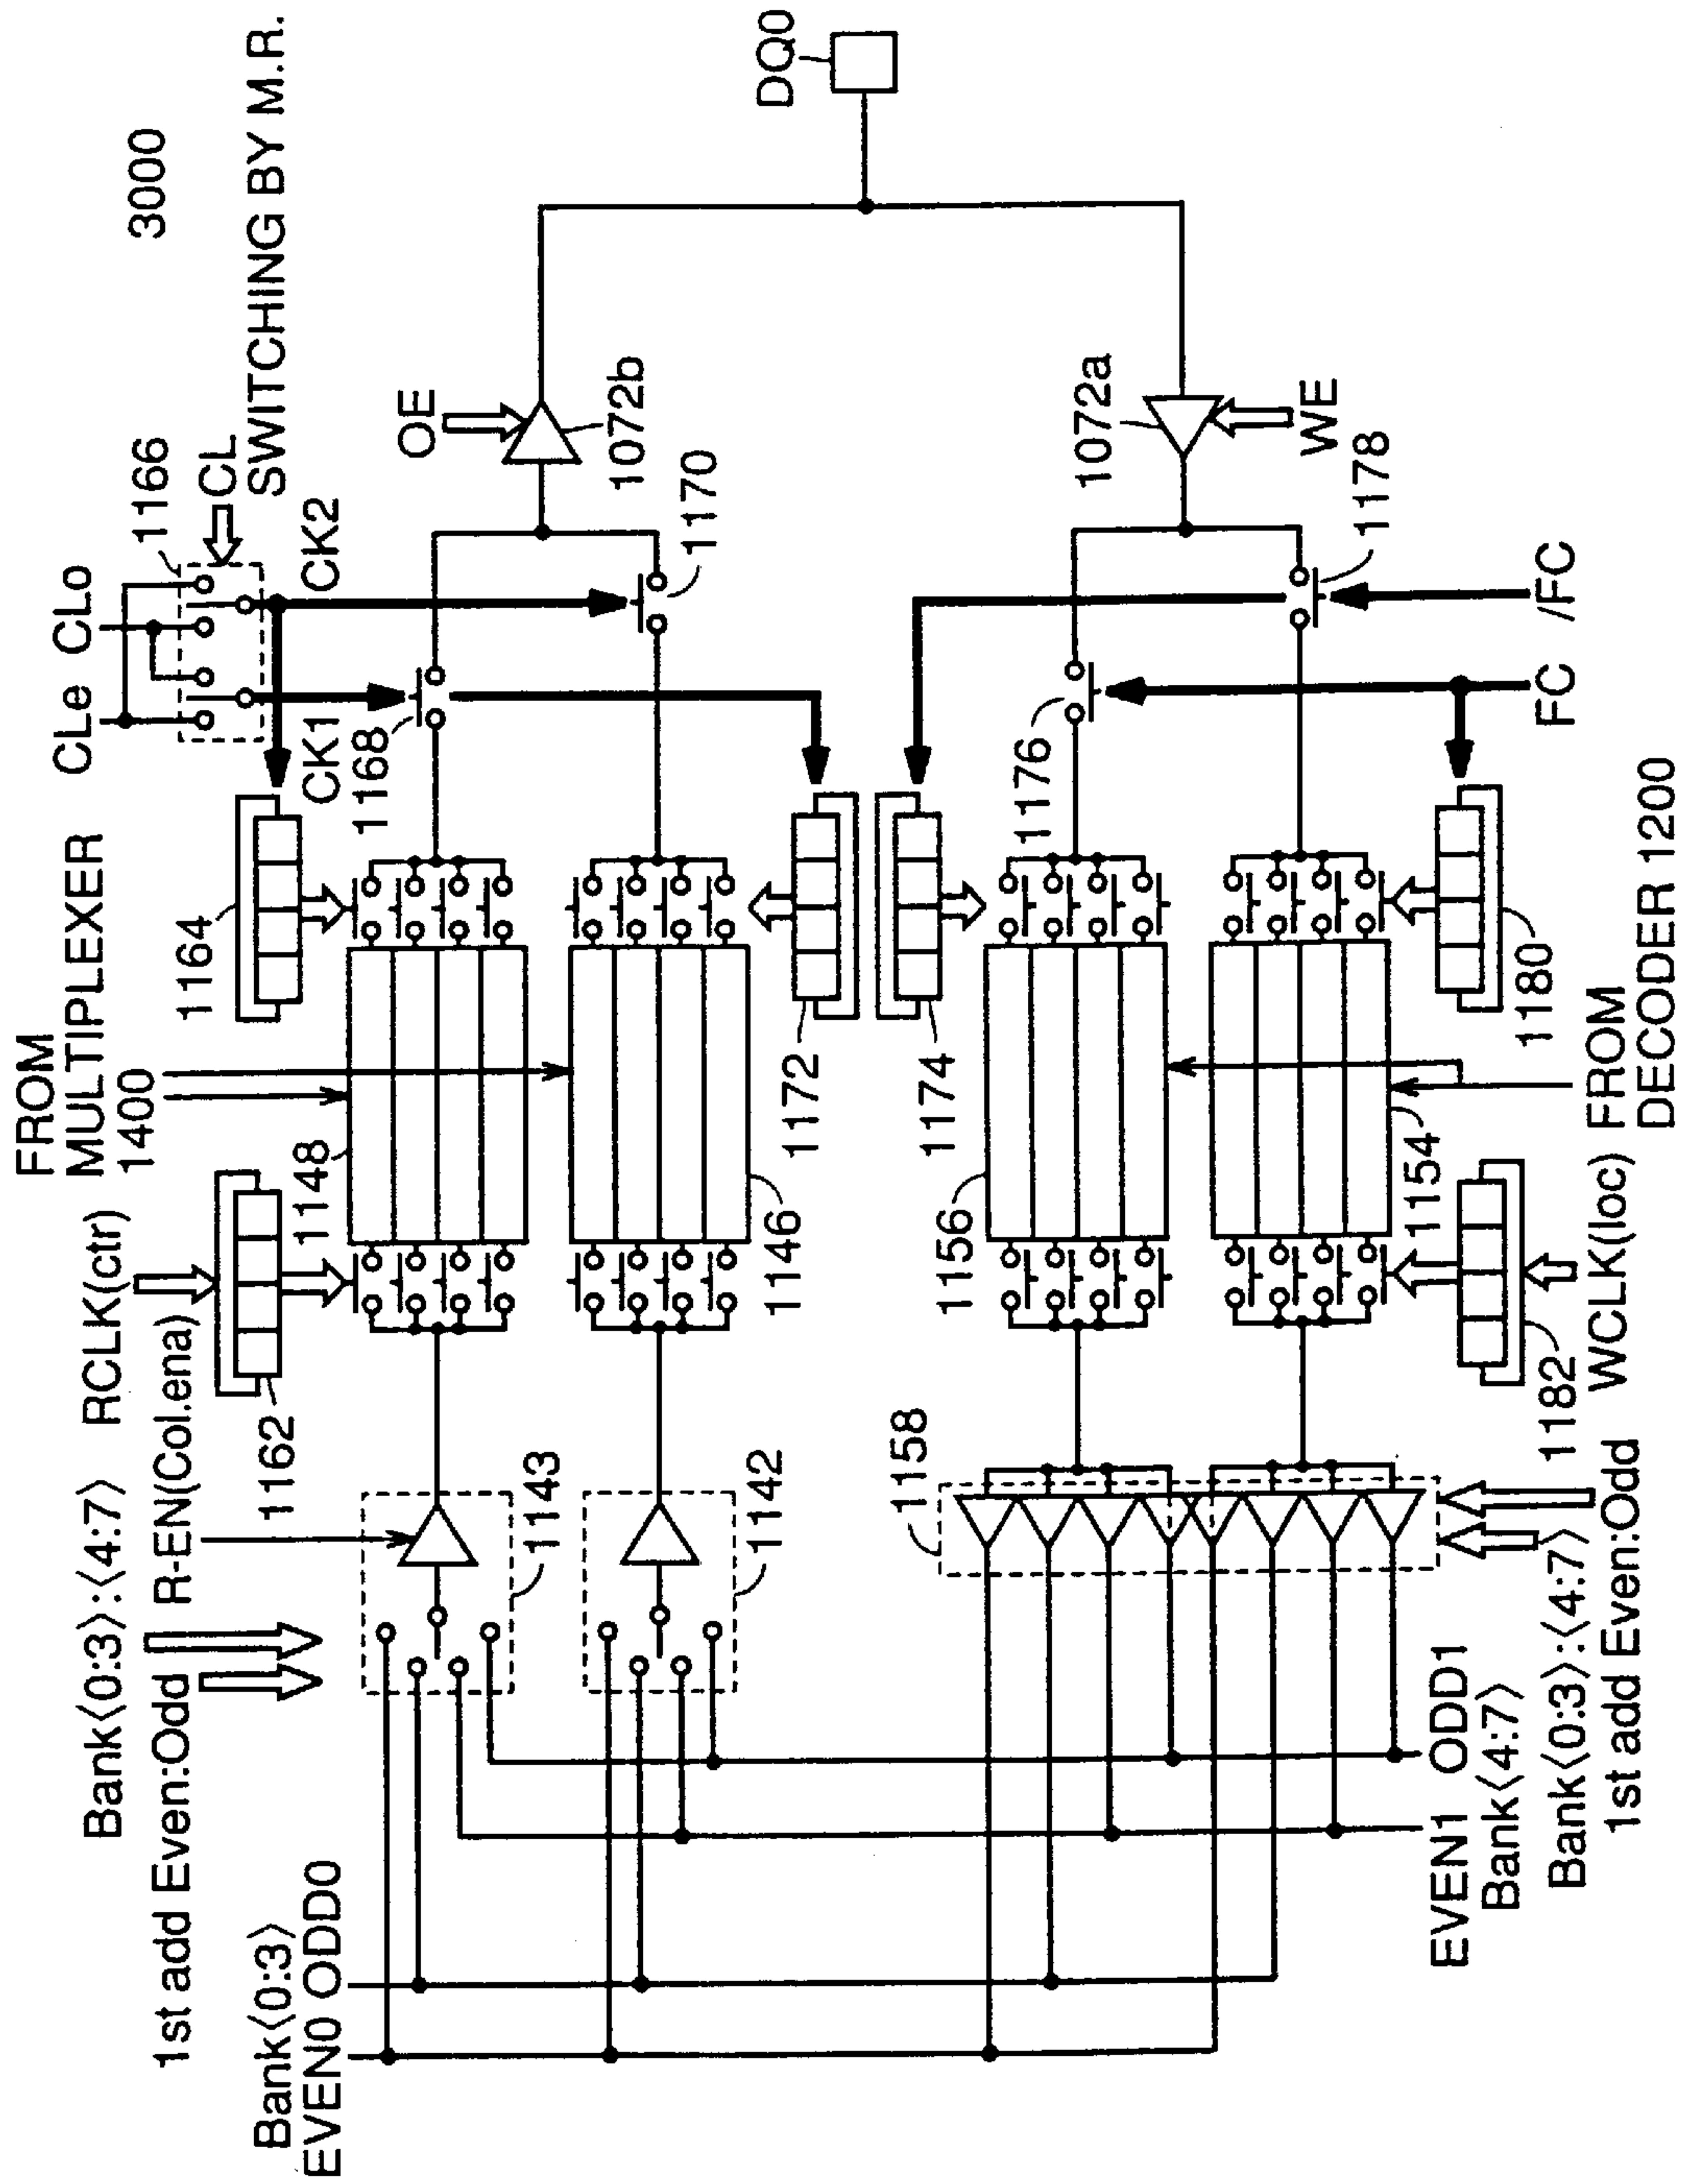 3000
CLe CLo
1166
CL
SWITCHING BY M.R.
CK2
CK1
OE
1072b
1170
1168
DQ0
FROM
MULTIPLEXER
1400
1164
1148
1146
1172
RCLK(ctr)
R-EN(Col.ena)
1162
Bank〈0:3〉:〈4:7〉
1st add Even:Odd
1143
1142
Bank〈0:3〉
EVEN0 ODD0
1072a
WE
1178
1176
FC /FC
1174
1156
1154
1180
FROM
DECODER 1200
1158
1182
WCLK(loc)
EVEN1 ODD1
Bank〈4:7〉
Bank〈0:3〉:〈4:7〉
1st add Even:Odd